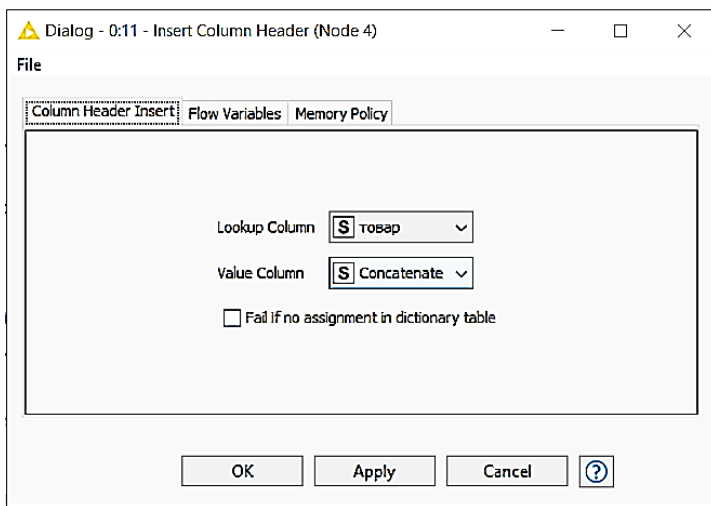 Dialog - 0:11 - Insert Column Header (Node 4)
File
Column Header Insert Flow Variables Memory Policy
Lookup Column S товар
Value Column S Concatenate
Fail if no assignment in dictionary table
OK Apply Cancel ?